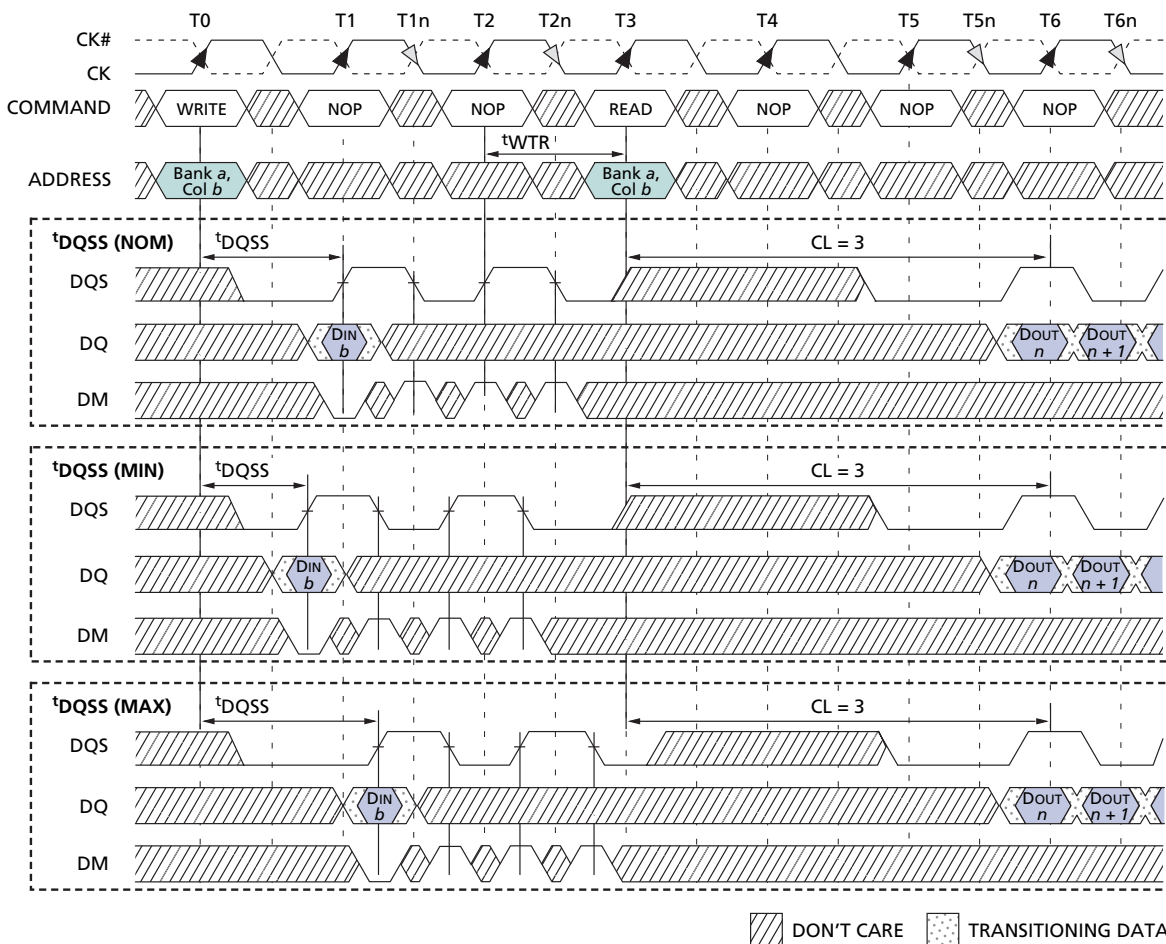 T0 T1 T1n T2 T2n T3 T4 T5 T5n T6 T6n
CK#
CK
COMMAND WRITE NOP NOP READ NOP NOP NOP
tWTR
ADDRESS Bank a, Col b Bank a, Col b
tDQSS (NOM) tDQSS CL = 3
DQS
DQ DIN b DOUT n DOUT n + 1
DM
tDQSS (MIN) tDQSS CL = 3
DQS
DQ DIN b DOUT n DOUT n + 1
DM
tDQSS (MAX) tDQSS CL = 3
DQS
DQ DIN b DOUT n DOUT n + 1
DM
DON'T CARE TRANSITIONING DATA